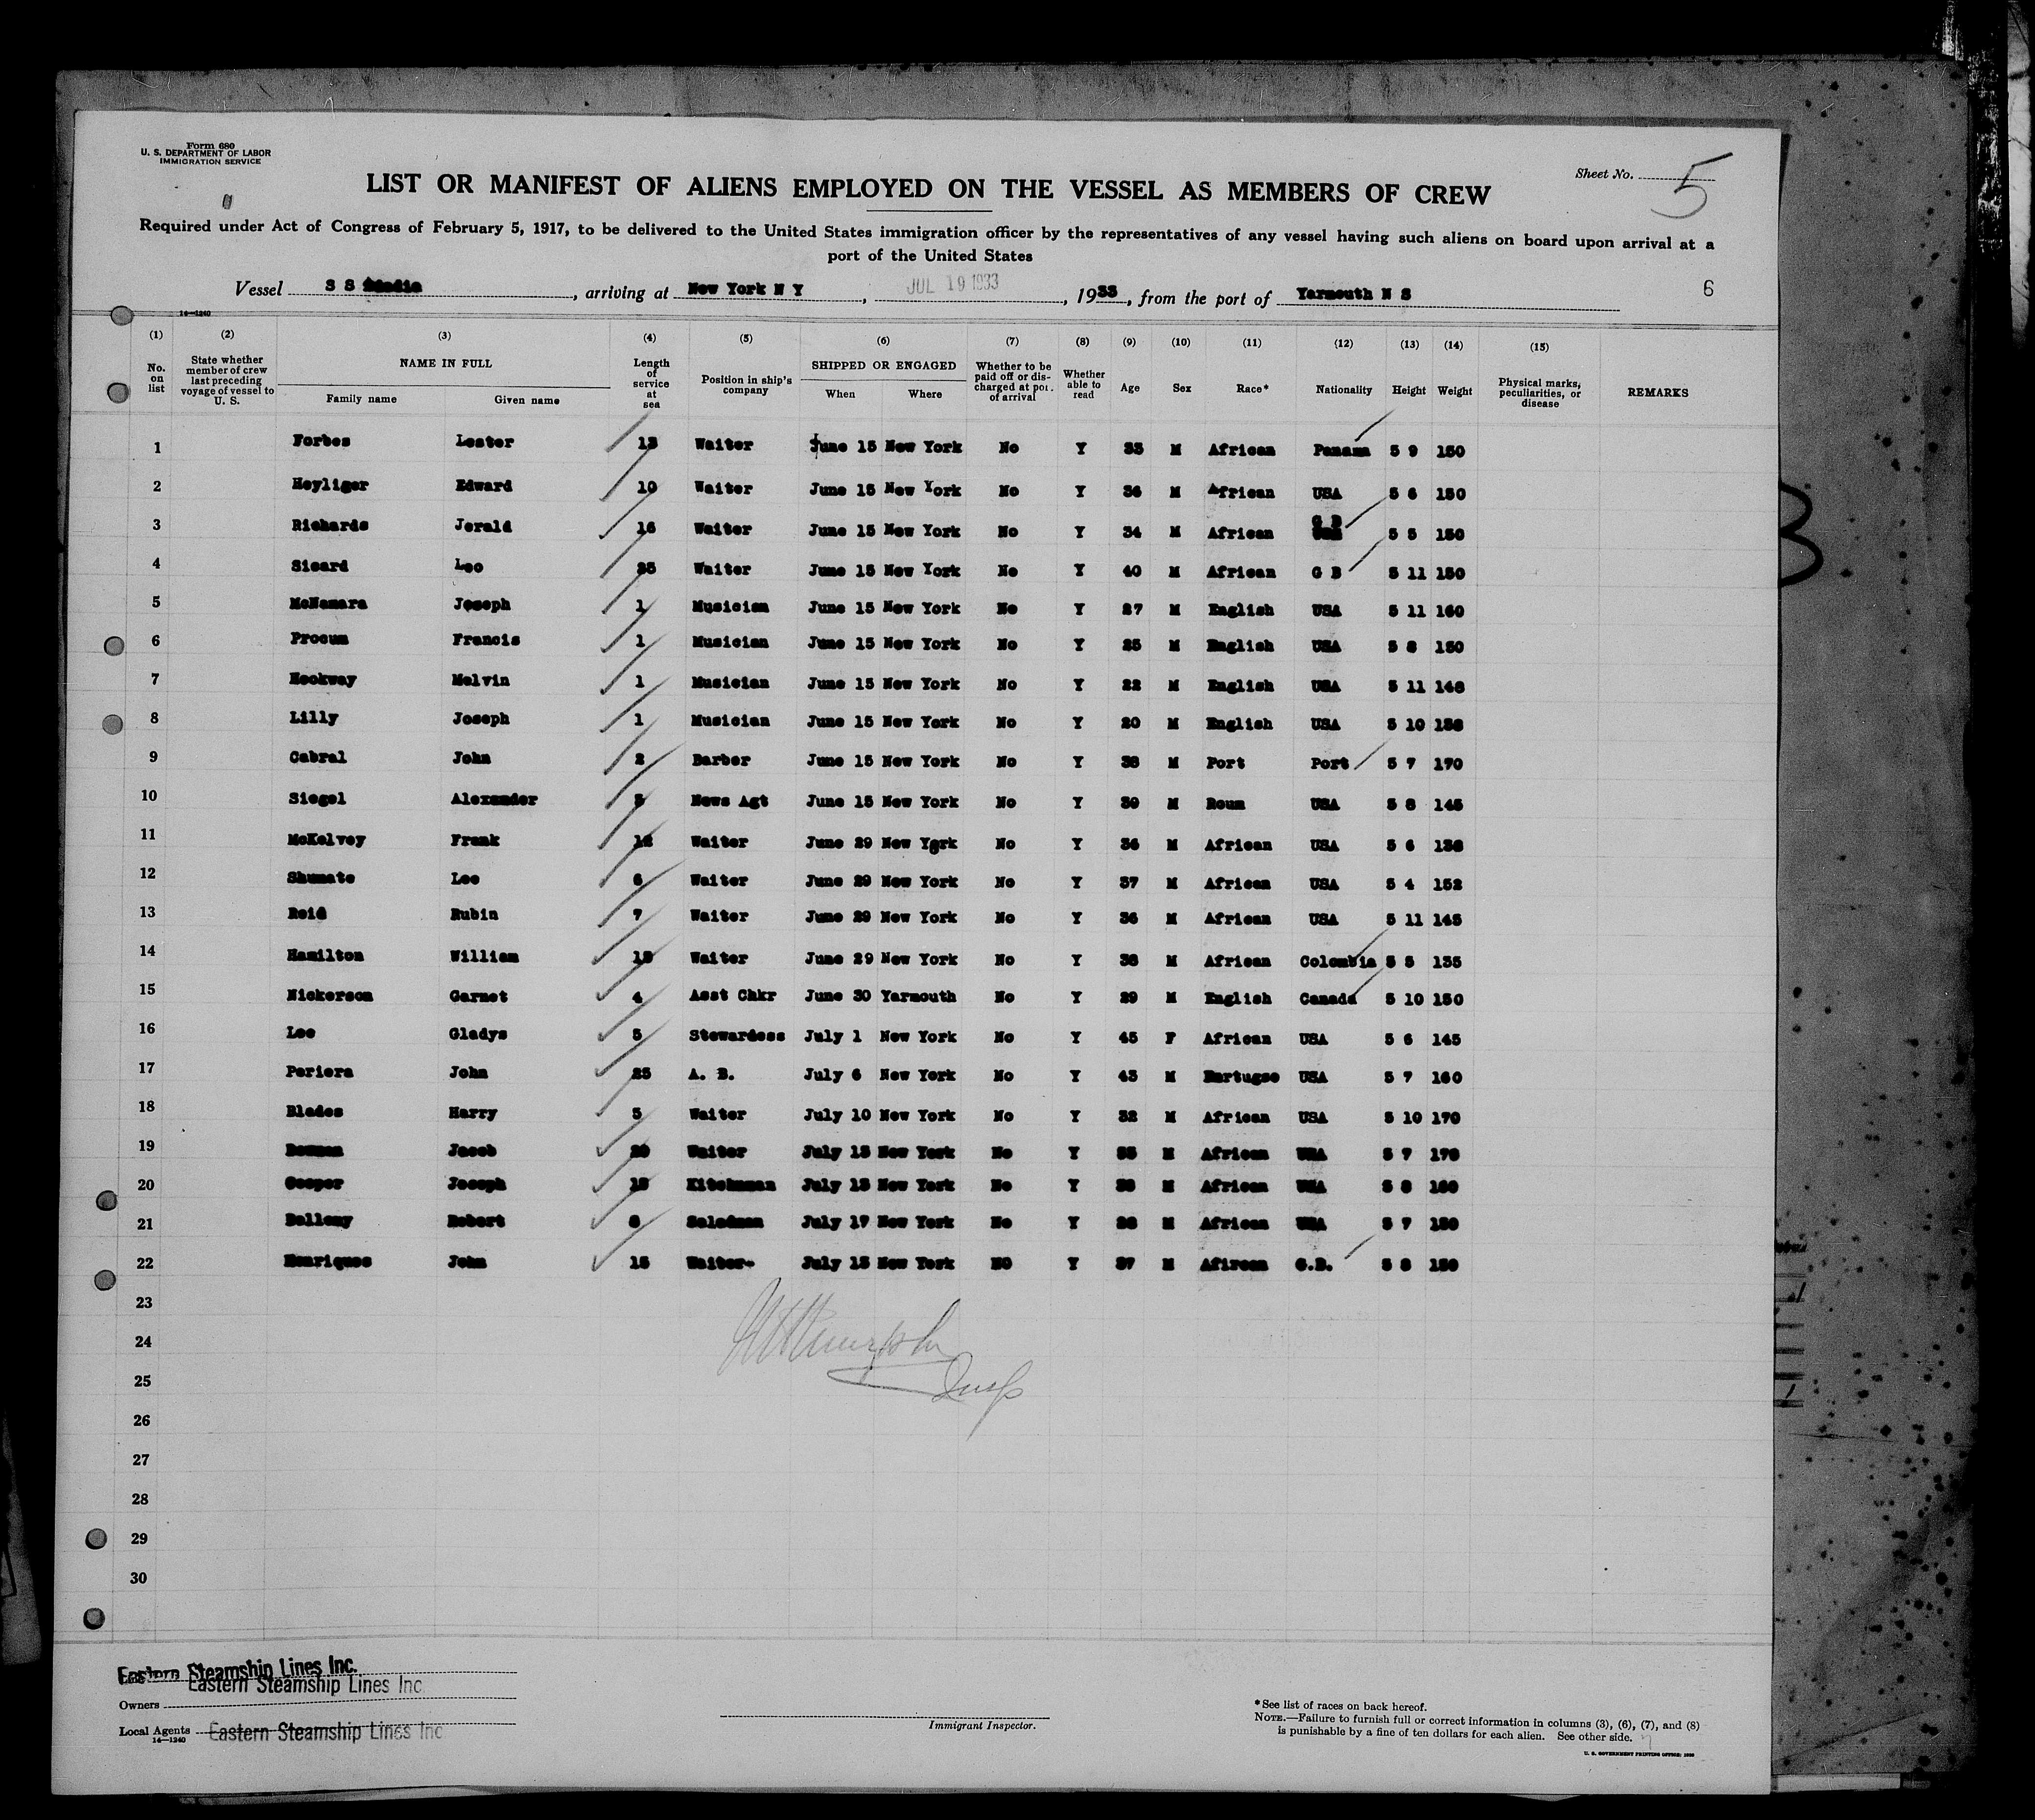 Form 680
U. S. DEPARTMENT OF LABOR
IMMIGRATION SERVICE
Sheet No. 5
LIST OR MANIFEST OF ALIENS EMPLOYED ON THE VESSEL AS MEMBERS OF CREW
Required under Act of Congress of February 5, 1917, to be delivered to the United States immigration officer by the representatives of any vessel having such aliens on board upon arrival at a
port of the United States
Vessel S S, arriving at New York N Y, JUL 19 1933, 1933, from the port of Yarmouth N S 6
14—1240
(1) (2) (3) (4) (5) (6) (7) (8) (9) (10) (11) (12) (13) (14) (15)
No. on list State whether member of crew last preceding voyage of vessel to U. S. NAME IN FULL Family name Given name Length of service at sea Position in ship's company SHIPPED OR ENGAGED When Where Whether to be paid off or discharged at port of arrival Whether able to read Age Sex Race* Nationality Height Weight Physical marks, peculiarities, or disease REMARKS
1 Forbes Lester 13 Waiter June 15 New York No Y 33 M African Panama 5 9 150
2 Heyliger Edward 10 Waiter June 15 New York No Y 36 M African USA 5 6 150
3 Richards Jerald 16 Waiter June 15 New York No Y 34 M African G B 5 5 150
4 Sicard Leo 25 Waiter June 15 New York No Y 40 M African G B 5 11 150
5 McNamara Joseph 1 Musician June 15 New York No Y 27 M English USA 5 11 160
6 Procum Francis 1 Musician June 15 New York No Y 25 M English USA 5 8 150
7 Hookway Melvin 1 Musician June 15 New York No Y 22 M English USA 5 11 148
8 Lilly Joseph 1 Musician June 15 New York No Y 20 M English USA 5 10
9 Cabral John 2 Barber June 15 New York No Y 38 M Port Port 5 7 170
10 Siegel Alexander News Agt June 15 New York No Y 39 M Roum USA 5 8 145
11 McKelvey Frank 12 Waiter June 29 New York No Y 36 M African USA 5 6
12 Shumate Lee 6 Waiter June 29 New York No Y 37 M African USA 5 4 152
13 Reid Rubin 7 Waiter June 29 New York No Y 36 M African USA 5 11 145
14 Hamilton William Waiter June 29 New York No Y 38 M African Colombia 5 5 135
15 Nickerson Garnet 4 Asst Chkr June 30 Yarmouth No Y 29 M English Canada 5 10 150
16 Lee Gladys 5 Stewardess July 1 New York No Y 45 F African USA 5 6 145
17 Periera John 25 A. B. July 6 New York No Y 43 M USA 5 7 160
18 Blades Harry 5 Waiter July 10 New York No Y 32 M African USA 5 10 170
19 Bowman Jacob 20 Waiter July 13 New York No Y M African USA 5 7 170
20 Cooper Joseph Kitchenman July 13 New York No Y M African USA 5 8 160
21 Bellamy Robert July 17 New York No Y M African USA 5 7 150
22 Henriques John 15 Waiter- July 13 New York NO Y 37 M Afircan G.B. 5 8 150
23
24
25
26
27
28
29
30
Eastern Steamship Lines Inc.
Eastern Steamship Lines Inc.
Owners
Local Agents Eastern Steamship Lines Inc
14—1240
Immigrant Inspector.
*See list of races on back hereof.
NOTE.—Failure to furnish full or correct information in columns (3), (6), (7), and (8)
is punishable by a fine of ten dollars for each alien. See other side.